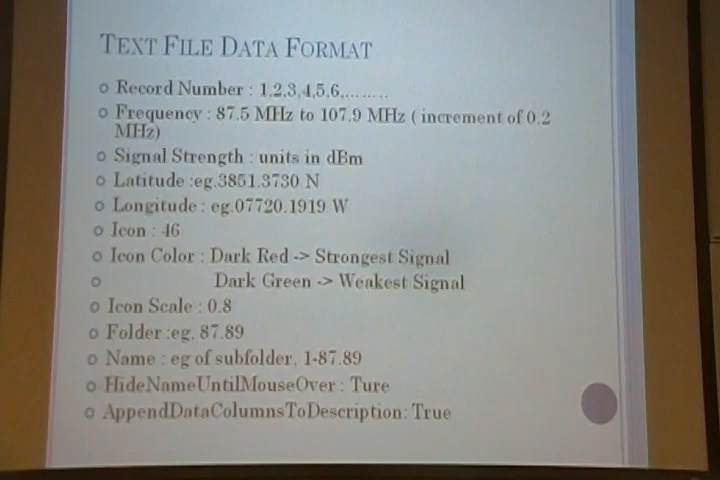 TEXT FILE DATA FORMAT
Record Number : 1,2,3,4,5,6,........
Frequency : 87.5 MHz to 107.9 MHz ( increment of 0.2
MHz)
Signal Strength : units in dBm
Latitude :eg.3851.3730 N
Longitude : eg.07720.1919 W
Icon : 46
Icon Color : Dark Red -> Strongest Signal
Dark Green -> Weakest Signal
Icon Scale : 0.8
Folder :eg. 87.89
Name : eg of subfolder, 1-87.89
HideNameUntilMouseOver : Ture
AppendDataColumnsToDescription: True